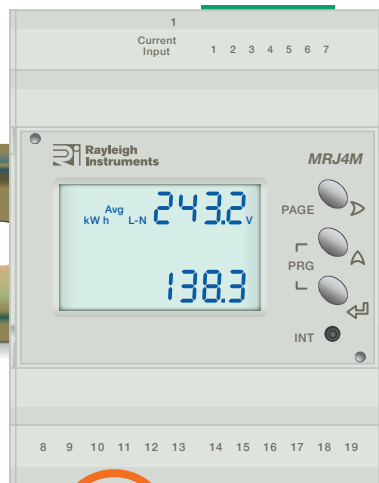 1
Current
Input
1 2 3 4 5 6 7
Rayleigh
Instruments
MRJ4M
Avg
kW h L-N 243.2 V
PAGE
PRG
138.3
INT
8 9 10 11 12 13 14 15 16 17 18 19